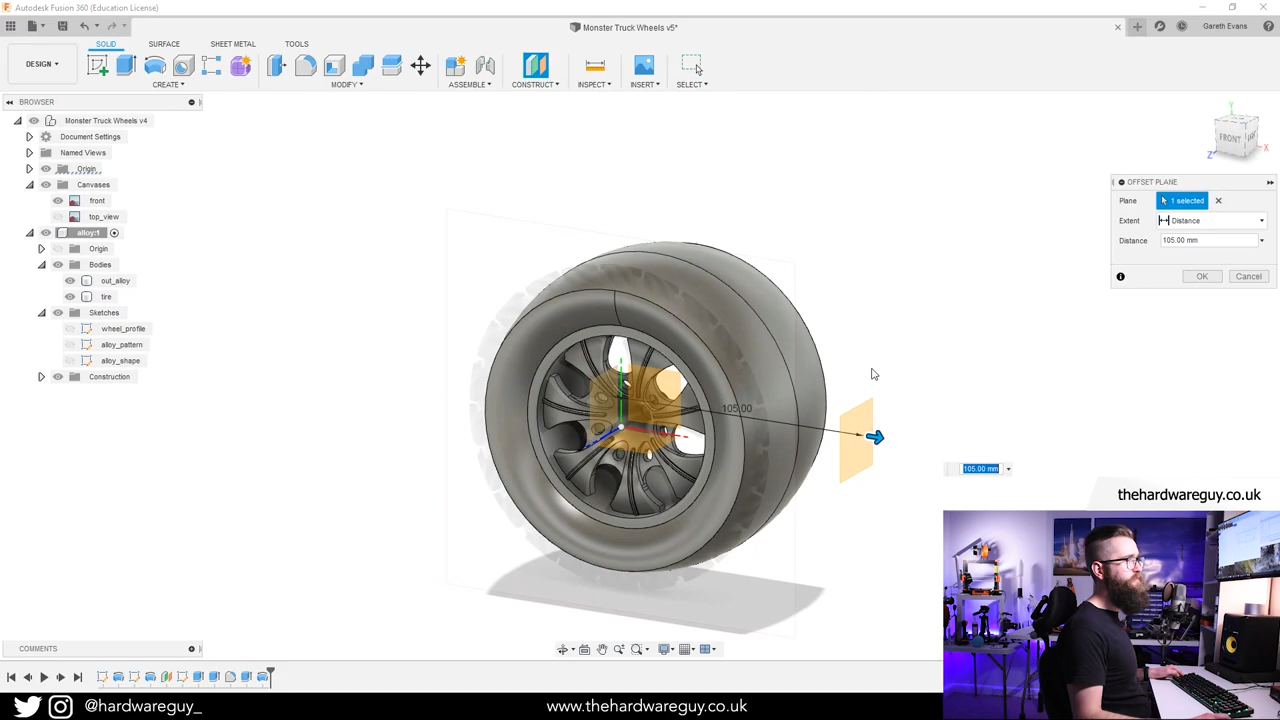 Autodesk Fusion 360 (Education License)
Monster Truck Wheels v5*
Gareth Evans
SOLID
SURFACE
SHEET METAL
TOOLS
DESIGN
CREATE
MODIFY
ASSEMBLE
CONSTRUCT
INSPECT
INSERT
SELECT
BROWSER
Monster Truck Wheels v4
Document Settings
Named Views
Origin
Canvases
front
top_view
alloy:1
Origin
Bodies
out_alloy
tire
Sketches
wheel_profile
alloy_pattern
alloy_shape
Construction
Y
FRONT
X
Z
OFFSET PLANE
Plane
1 selected
Extent
Distance
Distance
105.00 mm
OK
Cancel
105.00
105.00 mm
thehardwareguy.co.uk
COMMENTS
@hardwareguy_
www.thehardwareguy.co.uk